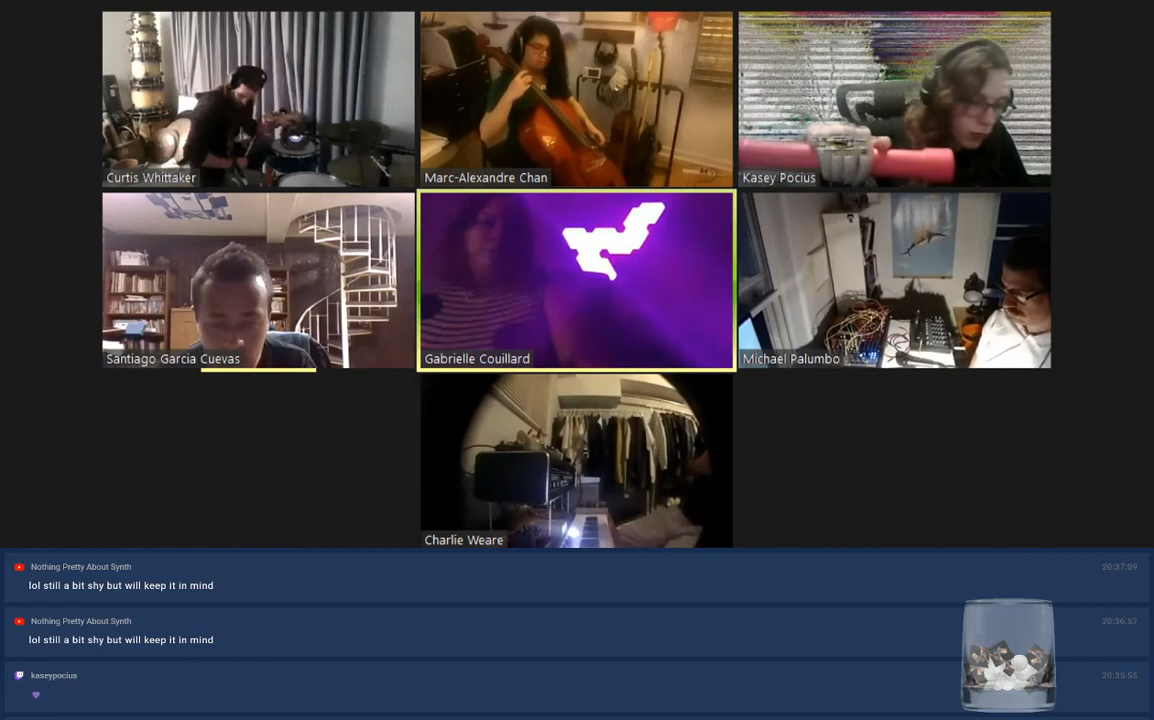 Curtis Whittaker
Marc-Alexandre Chan
Kasey Pocius
Santiago Garcia Cuevas
Gabrielle Couillard
Michael Palumbo
Charlie Weare
Nothing Pretty About Synth
20:37:09
lol still a bit shy but will keep it in mind
Nothing Pretty About Synth
20:36:57
lol still a bit shy but will keep it in mind
kaseypocius
20:35:55